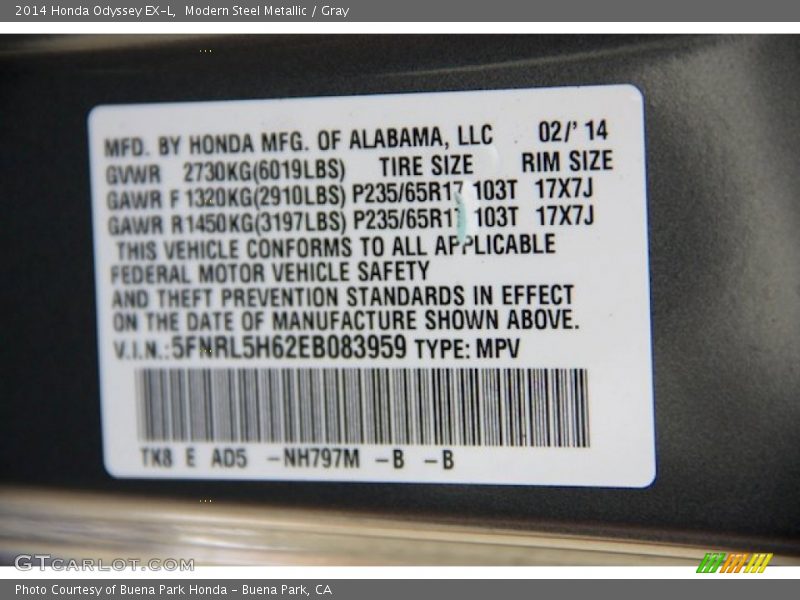 2014 Honda Odyssey EX-L, Modern Steel Metallic / Gray
MFD. BY HONDA MFG. OF ALABAMA, LLC 02/' 14
GVWR 2730KG(6019LBS) TIRE SIZE RIM SIZE
GAWR F 1320KG(2910LBS) P235/65R17 103T 17X7J
GAWR R1450KG(3197LBS) P235/65R17 103T 17X7J
THIS VEHICLE CONFORMS TO ALL APPLICABLE
FEDERAL MOTOR VEHICLE SAFETY
AND THEFT PREVENTION STANDARDS IN EFFECT
ON THE DATE OF MANUFACTURE SHOWN ABOVE.
V.I.N.:5FNRL5H62EB083959 TYPE: MPV
TK8 E AD5 -NH797M -B -B
GTCARLOT.COM
Photo Courtesy of Buena Park Honda - Buena Park, CA